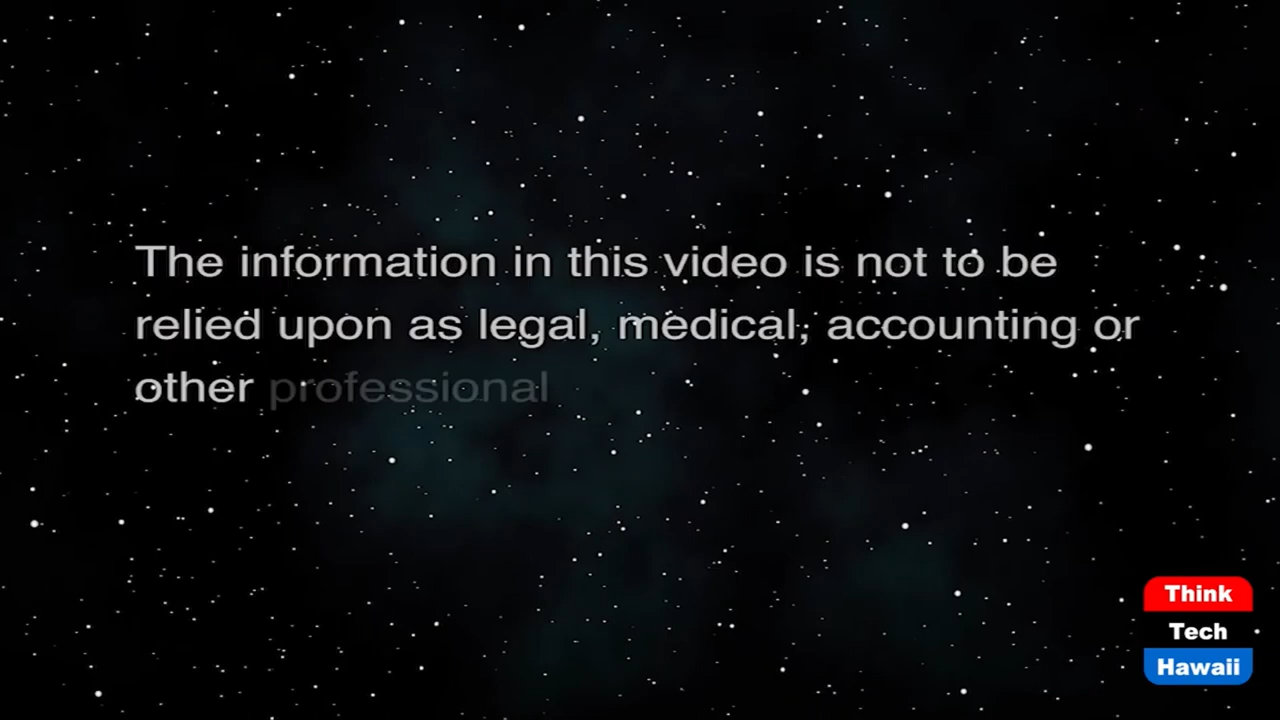 The information in this video is not to be
relied upon as legal, medical, accounting or
other professional
Think
Tech
Hawaii